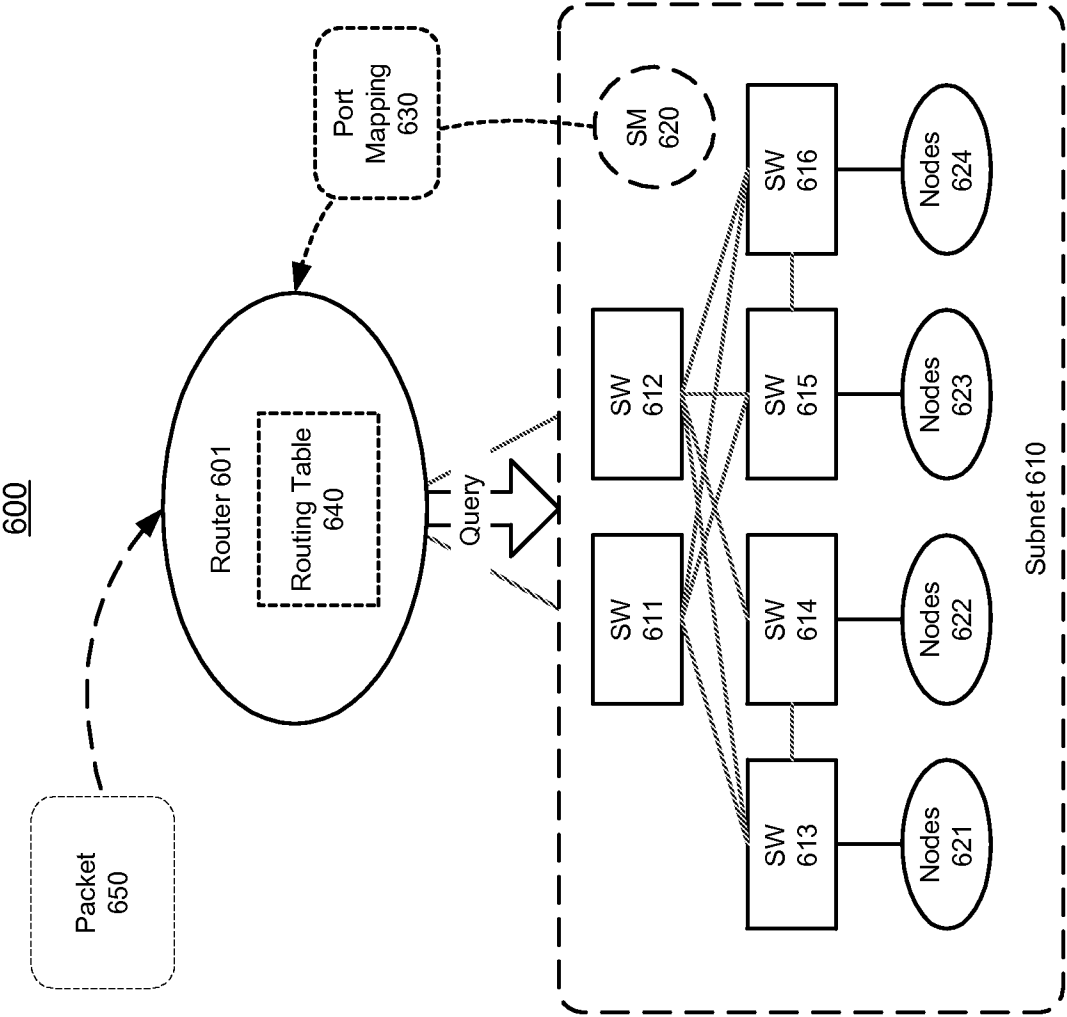 600
Packet
650
Router 601
Routing Table
640
Port
Mapping
630
Query
SM
620
SW
611
SW
612
SW
613
SW
614
SW
615
SW
616
Nodes
621
Nodes
622
Nodes
623
Nodes
624
Subnet 610